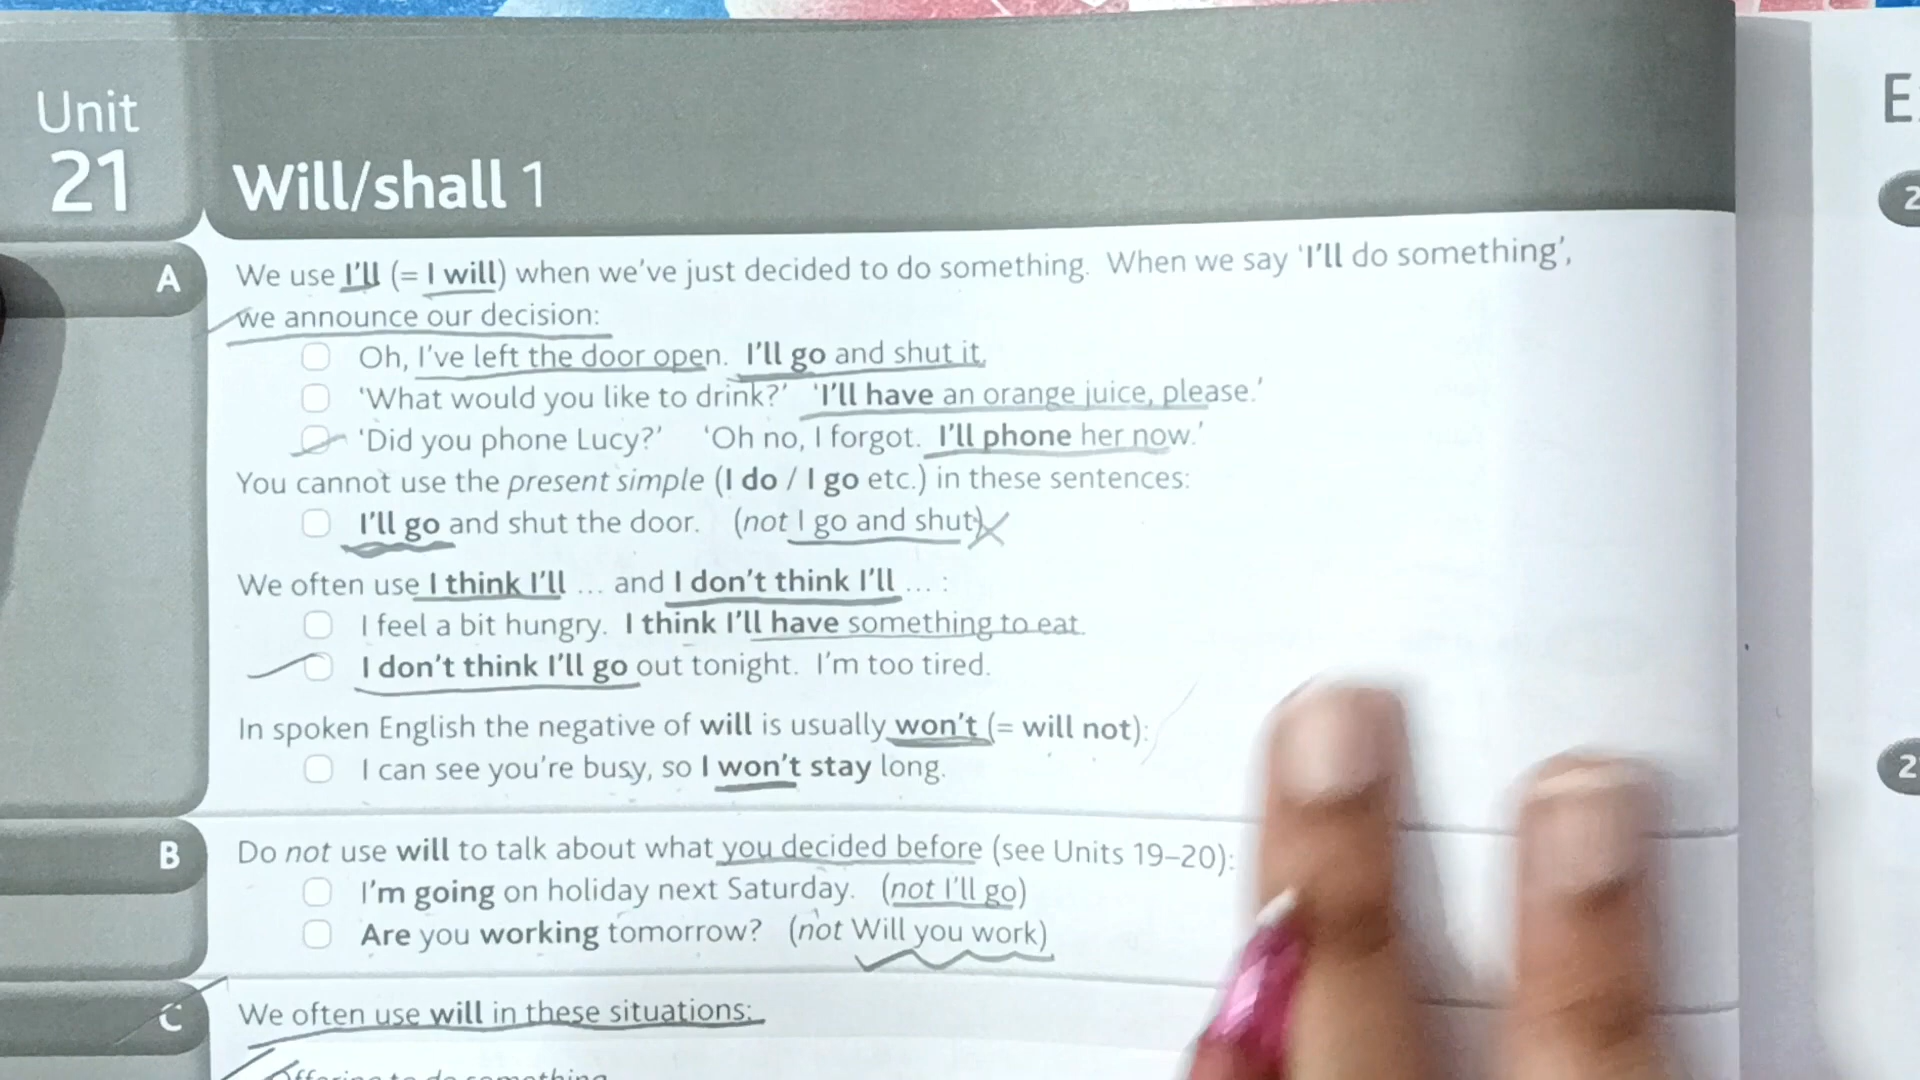 Unit
21
Will/shall 1
A
We use I'll (= I will) when we've just decided to do something. When we say 'I'll do something',
we announce our decision:
Oh, I've left the door open. I'll go and shut it.
'What would you like to drink?' 'I'll have an orange juice, please.'
'Did you phone Lucy?' 'Oh no, I forgot. I'll phone her now.'
You cannot use the present simple (I do / I go etc.) in these sentences:
I'll go and shut the door. (not I go and shut)
We often use I think I'll ... and I don't think I'll ... :
I feel a bit hungry. I think I'll have something to eat.
I don't think I'll go out tonight. I'm too tired.
In spoken English the negative of will is usually won't (= will not):
I can see you're busy, so I won't stay long.
B
Do not use will to talk about what you decided before (see Units 19–20):
I'm going on holiday next Saturday. (not I'll go)
Are you working tomorrow? (not Will you work)
C
We often use will in these situations:
Offering to do something